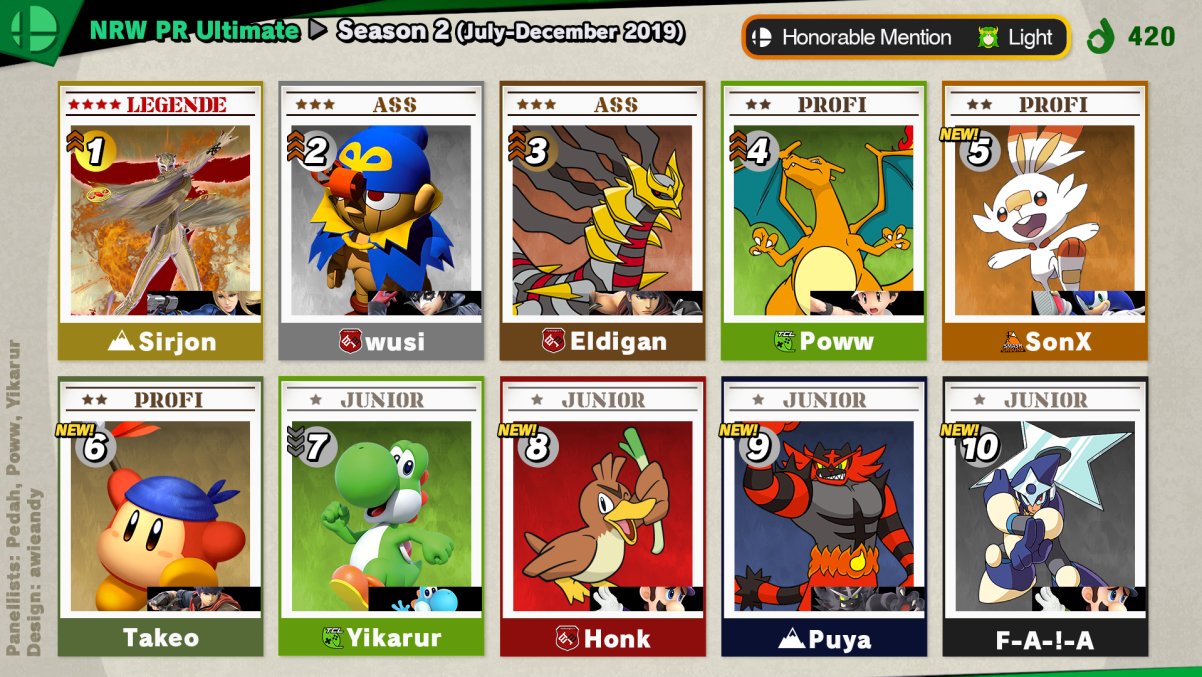 NRW PR Ultimate Season 2 (July-December 2019)
Honorable Mention Light
420
LEGENDE
1
Sirjon
ASS
2
wusi
ASS
3
Eldigan
PROFI
4
TCL
Poww
PROFI
NEW!
5
SonX
PROFI
NEW!
6
Takeo
JUNIOR
7
TCL
Yikarur
JUNIOR
NEW!
8
Honk
JUNIOR
NEW!
9
Puya
JUNIOR
NEW!
10
F-A-!-A
Panellists: Pedah, Poww, Yikarur
Design: awieandy